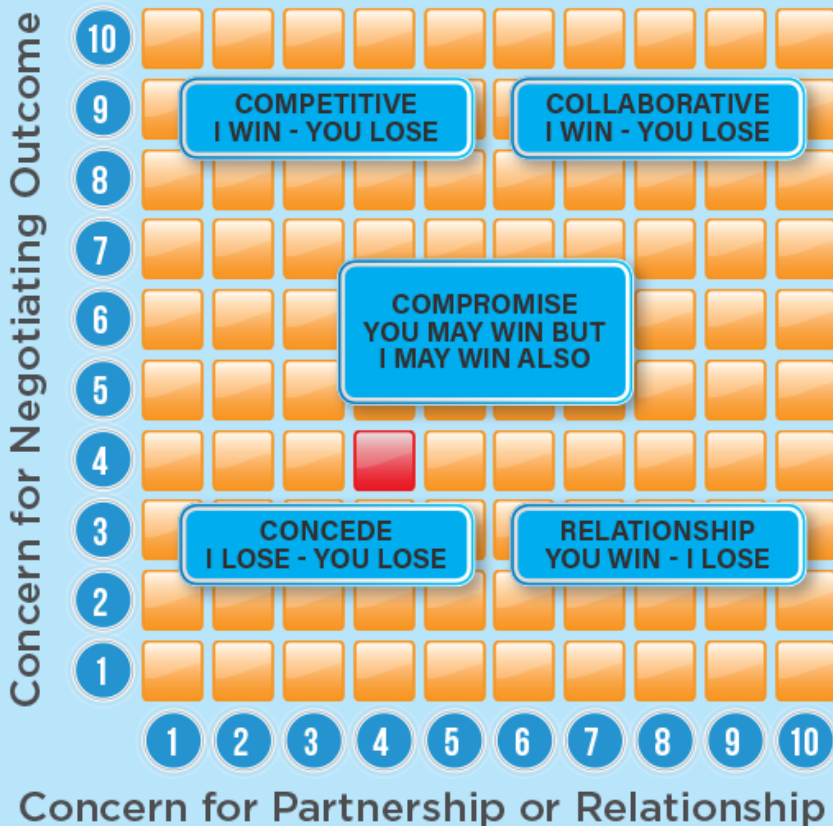 Concern for Negotiating Outcome
10
9
8
7
6
5
4
3
2
1
COMPETITIVE
I WIN - YOU LOSE
COLLABORATIVE
I WIN - YOU LOSE
COMPROMISE
YOU MAY WIN BUT
I MAY WIN ALSO
CONCEDE
I LOSE - YOU LOSE
RELATIONSHIP
YOU WIN - I LOSE
1 2 3 4 5 6 7 8 9 10
Concern for Partnership or Relationship